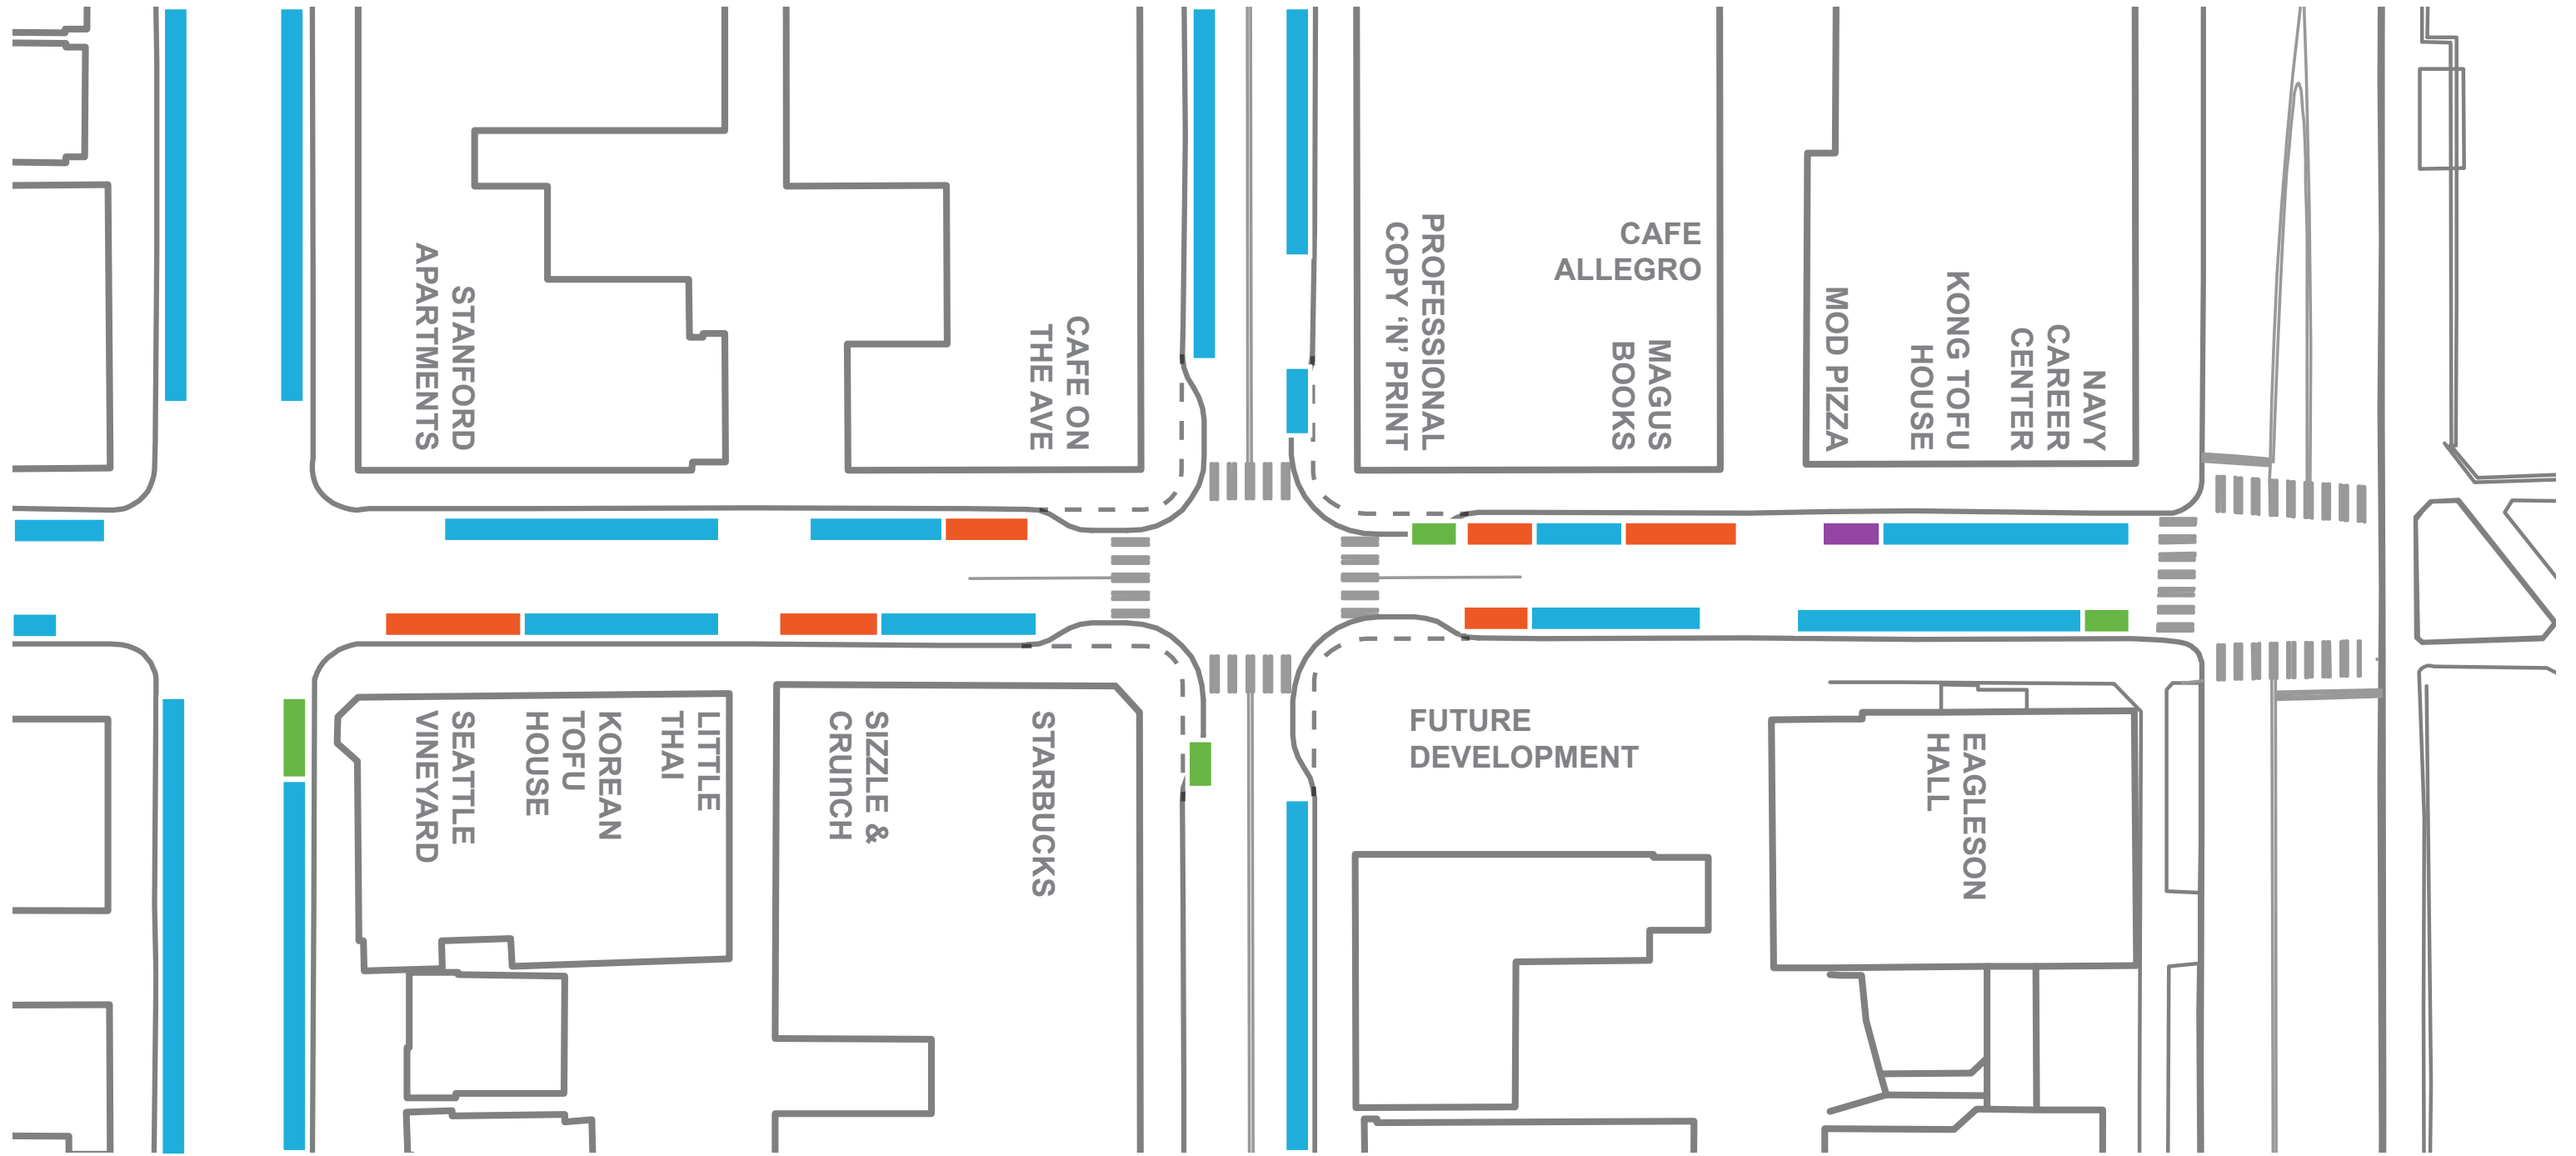 STANFORD
APARTMENTS
CAFE ON
THE AVE
PROFESSIONAL
COPY ‘N’ PRINT
CAFE
ALLEGRO
MAGUS
BOOKS
MOD PIZZA
KONG TOFU
HOUSE
NAVY
CAREER
CENTER
SEATTLE
VINEYARD
KOREAN
TOFU
HOUSE
LITTLE
THAI
SIZZLE &
CRUnCH
STARBUCKS
FUTURE
DEVELOPMENT
EAGLESON
HALL